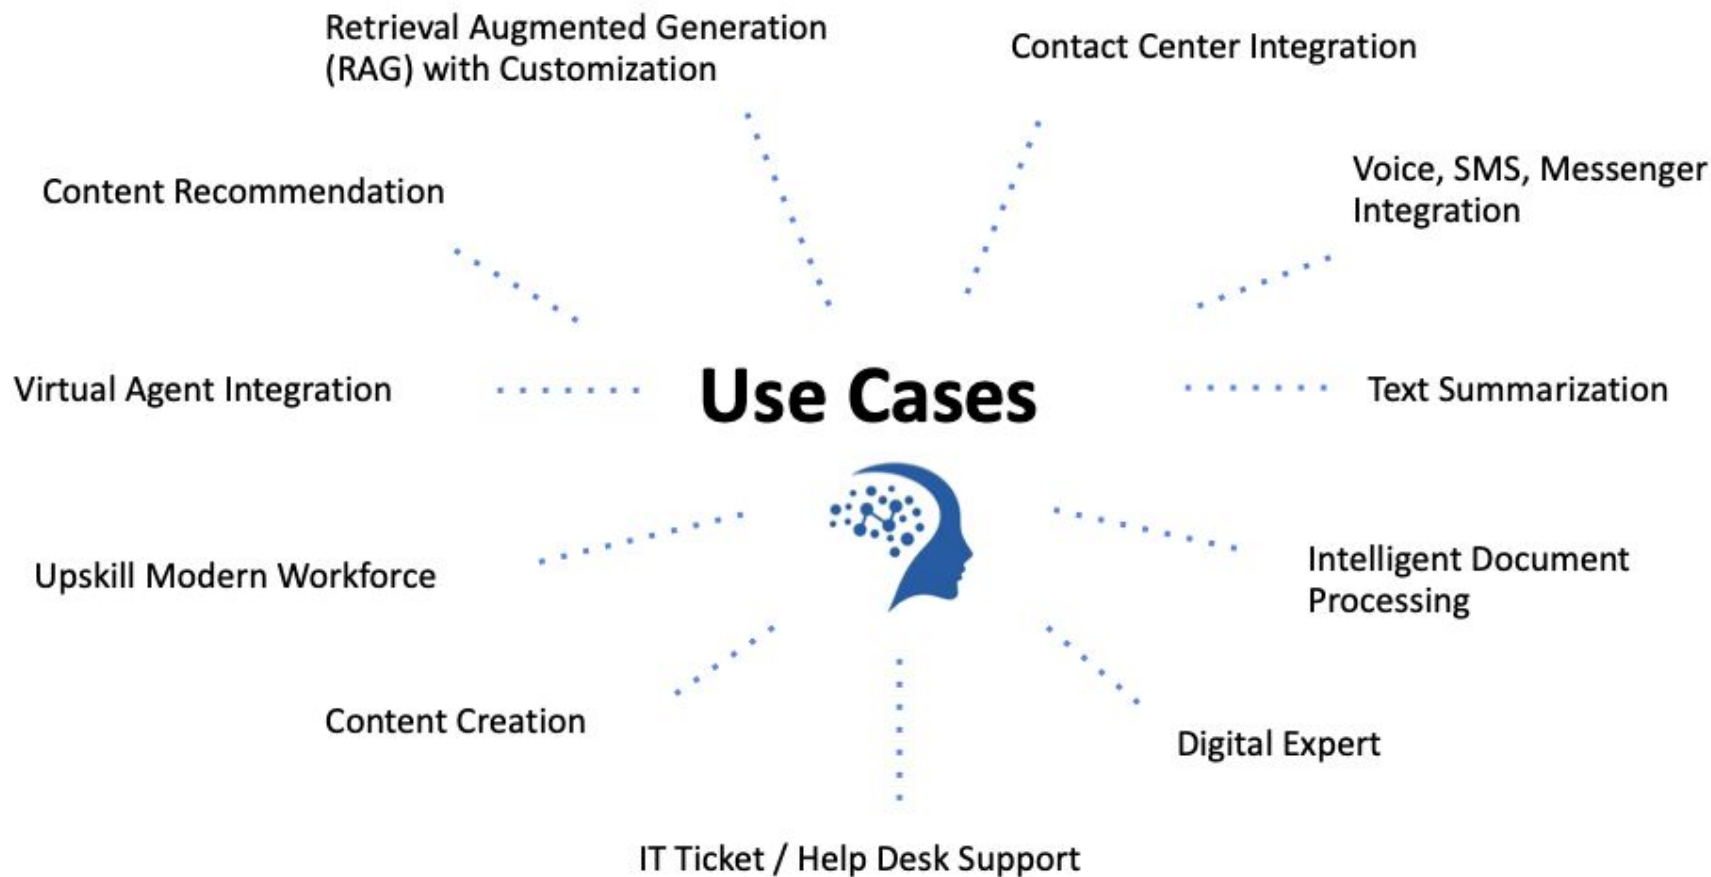 Retrieval Augmented Generation
(RAG) with Customization
Contact Center Integration
Content Recommendation
Voice, SMS, Messenger
Integration
Virtual Agent Integration
Use Cases
Text Summarization
Upskill Modern Workforce
Intelligent Document
Processing
Content Creation
Digital Expert
IT Ticket / Help Desk Support